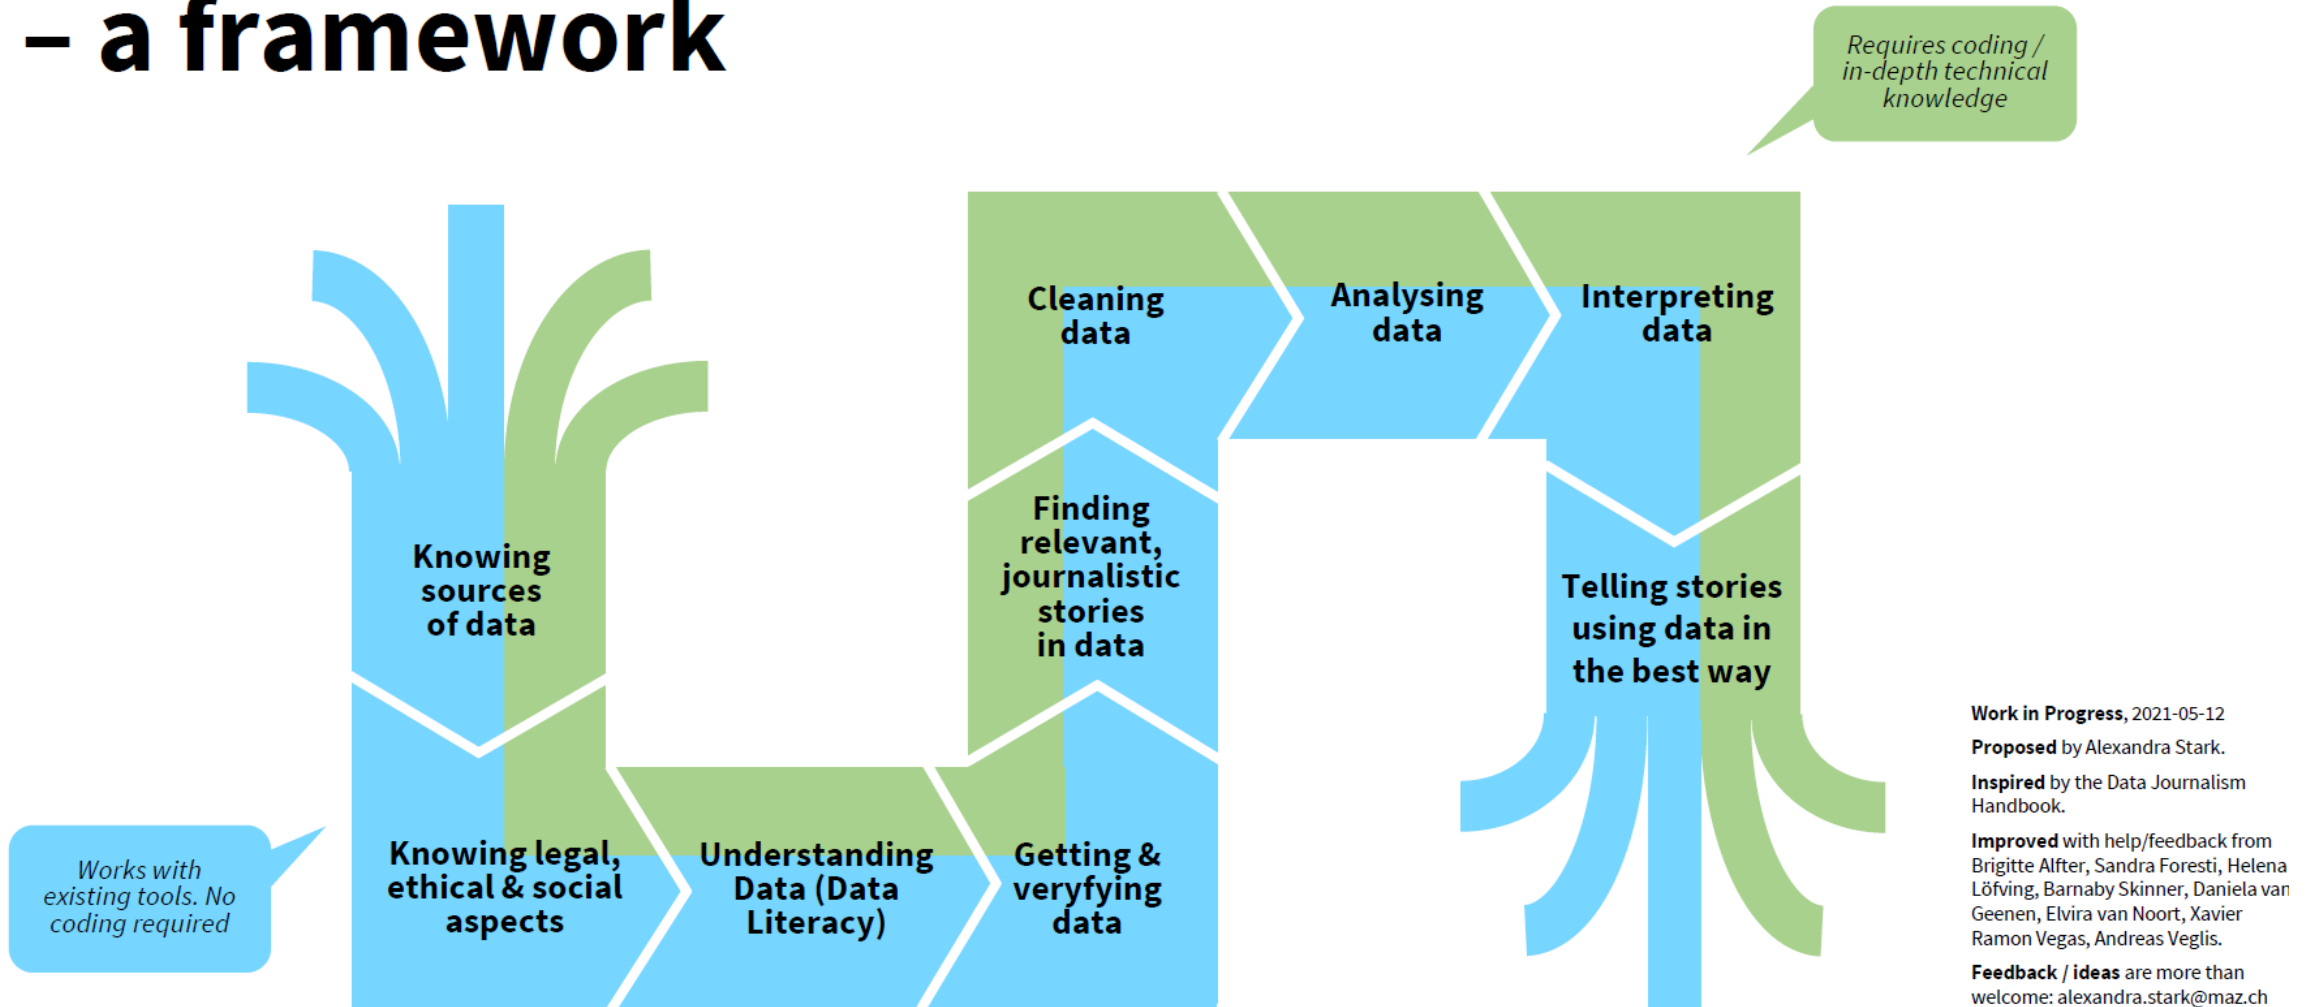 – a framework
Requires coding /
in-depth technical
knowledge
Knowing
sources
of data
Works with
existing tools. No
coding required
Knowing legal,
ethical & social
aspects
Understanding
Data (Data
Literacy)
Getting &
veryfying
data
Finding
relevant,
journalistic
stories
in data
Cleaning
data
Analysing
data
Interpreting
data
Telling stories
using data in
the best way
Work in Progress, 2021-05-12
Proposed by Alexandra Stark.
Inspired by the Data Journalism
Handbook.
Improved with help/feedback from
Brigitte Alfter, Sandra Foresti, Helena
Löfving, Barnaby Skinner, Daniela van
Geenen, Elvira van Noort, Xavier
Ramon Vegas, Andreas Veglis.
Feedback / ideas are more than
welcome: alexandra.stark@maz.ch